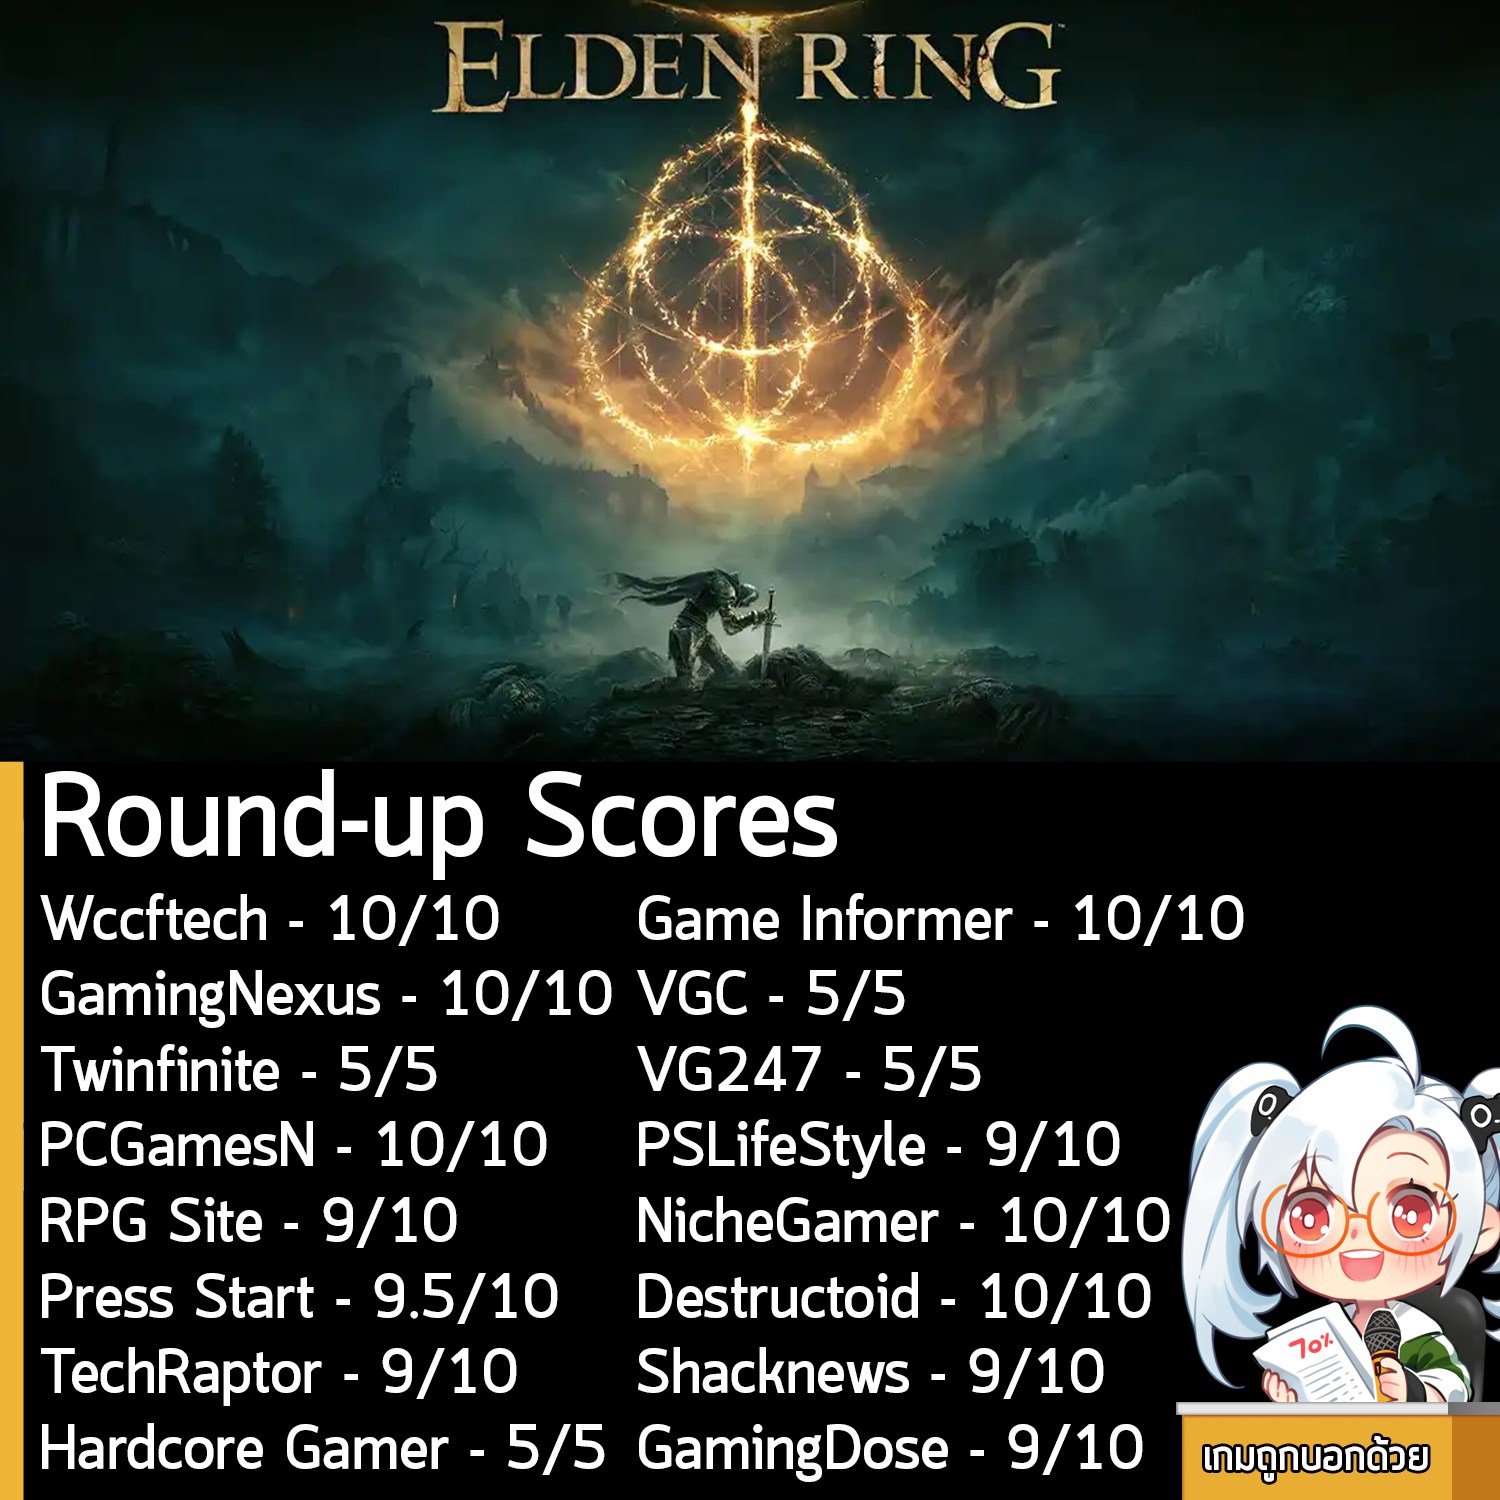 ELDEN RING
Round-up Scores
Wccftech - 10/10
GamingNexus - 10/10
Twinfinite - 5/5
PCGamesN - 10/10
RPG Site - 9/10
Press Start - 9.5/10
TechRaptor - 9/10
Hardcore Gamer - 5/5
Game Informer - 10/10
VGC - 5/5
VG247 - 5/5
PSLifeStyle - 9/10
NicheGamer - 10/10
Destructoid - 10/10
Shacknews - 9/10
GamingDose - 9/10
70%
เกมถูกบอกด้วย